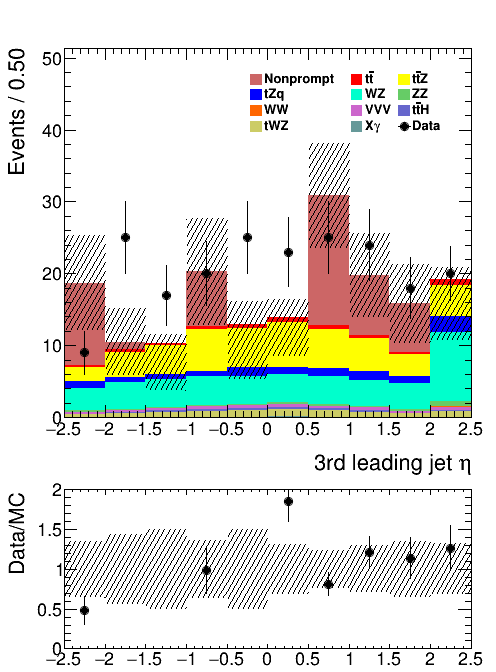 Events / 0.50
50
40
30
20
10
0
Nonprompt tt̄ tt̄Z
tZq WZ ZZ
WW VVV tt̄H
tWZ Xγ Data
−2.5 −2 −1.5 −1 −0.5 0 0.5 1 1.5 2 2.5
3rd leading jet η
Data/MC
2
1.5
1
0.5
0
−2.5 −2 −1.5 −1 −0.5 0 0.5 1 1.5 2 2.5